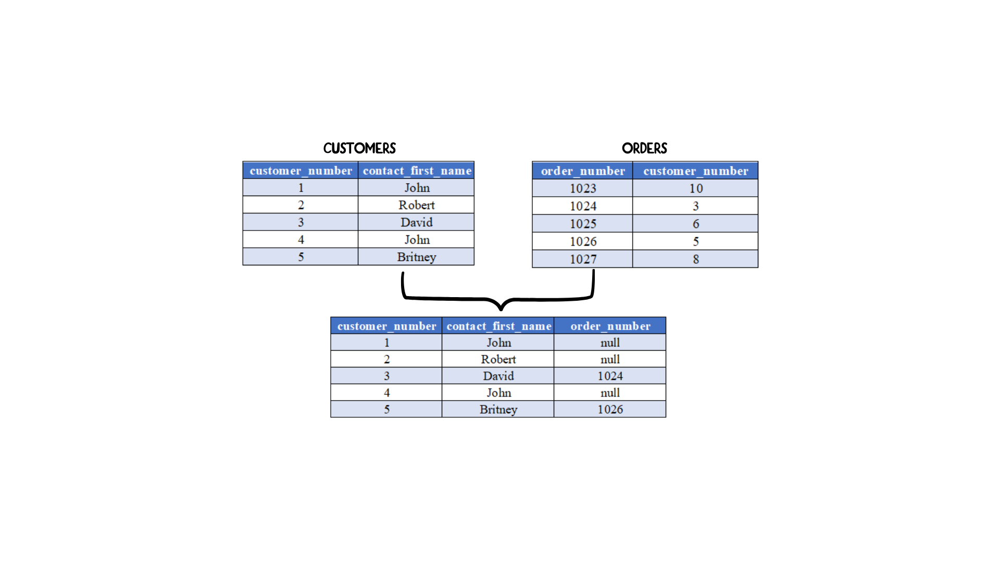 CUSTOMERS
customer_number contact_first_name
1 John
2 Robert
3 David
4 John
5 Britney
ORDERS
order_number customer_number
1023 10
1024 3
1025 6
1026 5
1027 8
customer_number contact_first_name order_number
1 John null
2 Robert null
3 David 1024
4 John null
5 Britney 1026